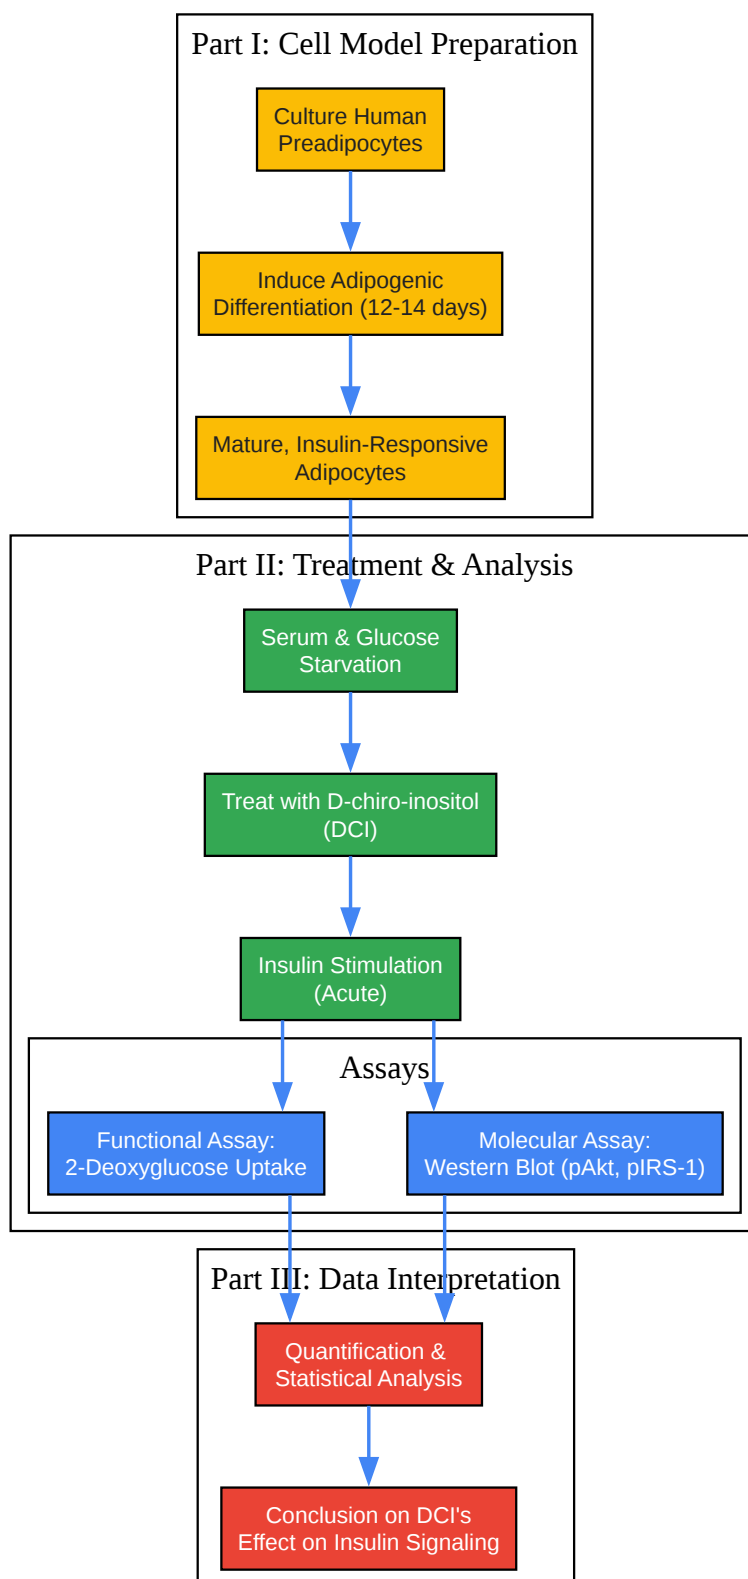 Part I: Cell Model Preparation
Culture Human
Preadipocytes
Induce Adipogenic
Differentiation (12-14 days)
Mature, Insulin-Responsive
Adipocytes
Part II: Treatment & Analysis
Serum & Glucose
Starvation
Treat with D-chiro-inositol
(DCI)
Insulin Stimulation
(Acute)
Assays
Functional Assay:
2-Deoxyglucose Uptake
Molecular Assay:
Western Blot (pAkt, pIRS-1)
Part III: Data Interpretation
Quantification &
Statistical Analysis
Conclusion on DCI's
Effect on Insulin Signaling